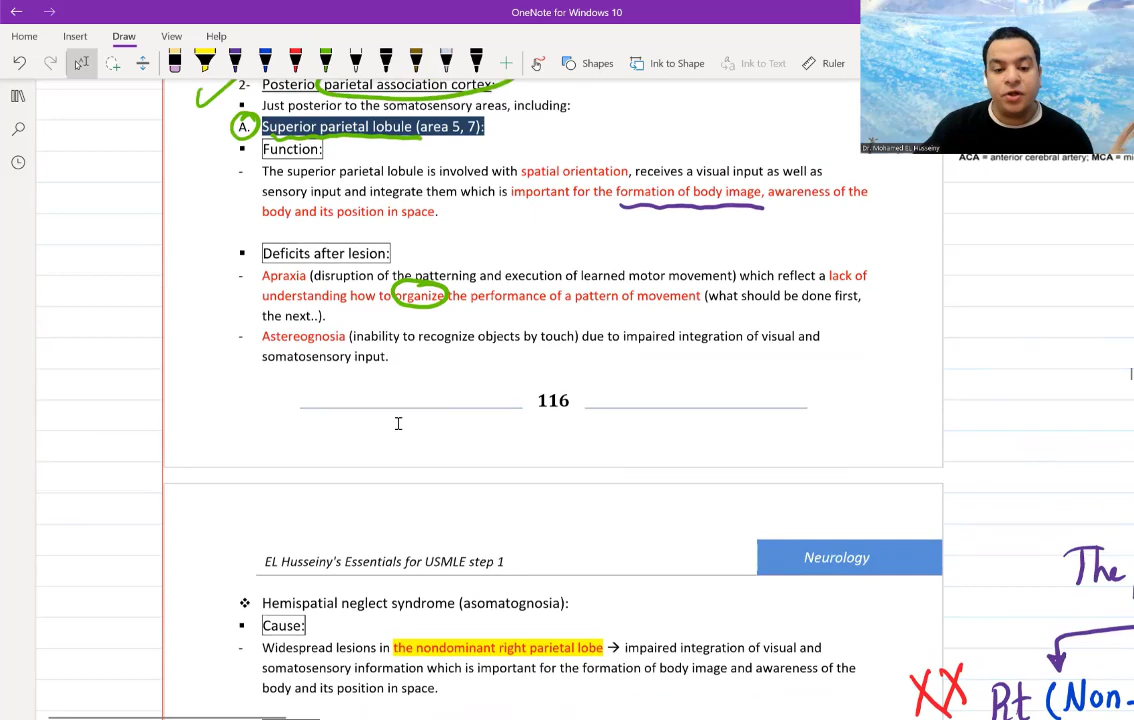 OneNote for Windows 10
Home Insert Draw View Help
Shapes Ink to Shape Ink to Text Ruler
2- Posterio parietal association cortex:
▪ Just posterior to the somatosensory areas, including:
A. Superior parietal lobule (area 5, 7):
▪ Function:
- The superior parietal lobule is involved with spatial orientation, receives a visual input as well as
sensory input and integrate them which is important for the formation of body image, awareness of the
body and its position in space.
▪ Deficits after lesion:
- Apraxia (disruption of the patterning and execution of learned motor movement) which reflect a lack of
understanding how to organize the performance of a pattern of movement (what should be done first,
the next..).
- Astereognosia (inability to recognize objects by touch) due to impaired integration of visual and
somatosensory input.
116
EL Husseiny's Essentials for USMLE step 1
Neurology
❖ Hemispatial neglect syndrome (asomatognosia):
▪ Cause:
- Widespread lesions in the nondominant right parietal lobe → impaired integration of visual and
somatosensory information which is important for the formation of body image and awareness of the
body and its position in space.
Dr. Mohamed EL Husseiny
ACA = anterior cerebral artery; MCA = mi
The
XX Rt (Non-